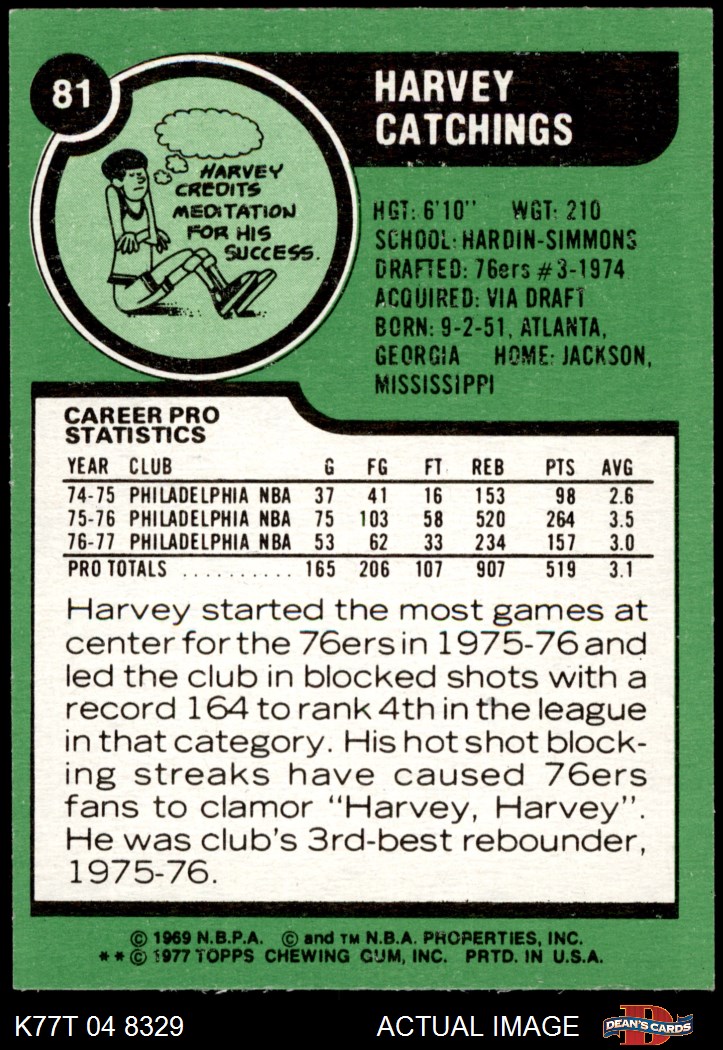 81
HARVEY
CATCHINGS
HARVEY
CREDITS
MEDITATION
FOR HIS
SUCCESS.
HGT: 6'10" WGT: 210
SCHOOL: HARDIN-SIMMONS
DRAFTED: 76ers #3-1974
ACQUIRED: VIA DRAFT
BORN: 9-2-51, ATLANTA,
GEORGIA HOME: JACKSON,
MISSISSIPPI
CAREER PRO
STATISTICS
YEAR CLUB G FG FT REB PTS AVG
74-75 PHILADELPHIA NBA 37 41 16 153 98 2.6
75-76 PHILADELPHIA NBA 75 103 58 520 264 3.5
76-77 PHILADELPHIA NBA 53 62 33 234 157 3.0
PRO TOTALS .......... 165 206 107 907 519 3.1
Harvey started the most games at
center for the 76ers in 1975-76 and
led the club in blocked shots with a
record 164 to rank 4th in the league
in that category. His hot shot block-
ing streaks have caused 76ers
fans to clamor "Harvey, Harvey".
He was club's 3rd-best rebounder,
1975-76.
© 1969 N.B.P.A. © and TM N.B.A. PROPERTIES, INC.
**© 1977 TOPPS CHEWING GUM, INC. PRTD. IN U.S.A.
K77T 04 8329 ACTUAL IMAGE D DEAN'S CARDS